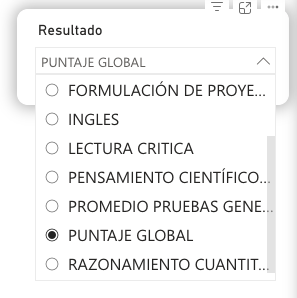 Resultado
PUNTAJE GLOBAL
FORMULACIÓN DE PROYE...
INGLES
LECTURA CRITICA
PENSAMIENTO CIENTÍFICO...
PROMEDIO PRUEBAS GENE...
PUNTAJE GLOBAL
RAZONAMIENTO CUANTIT...